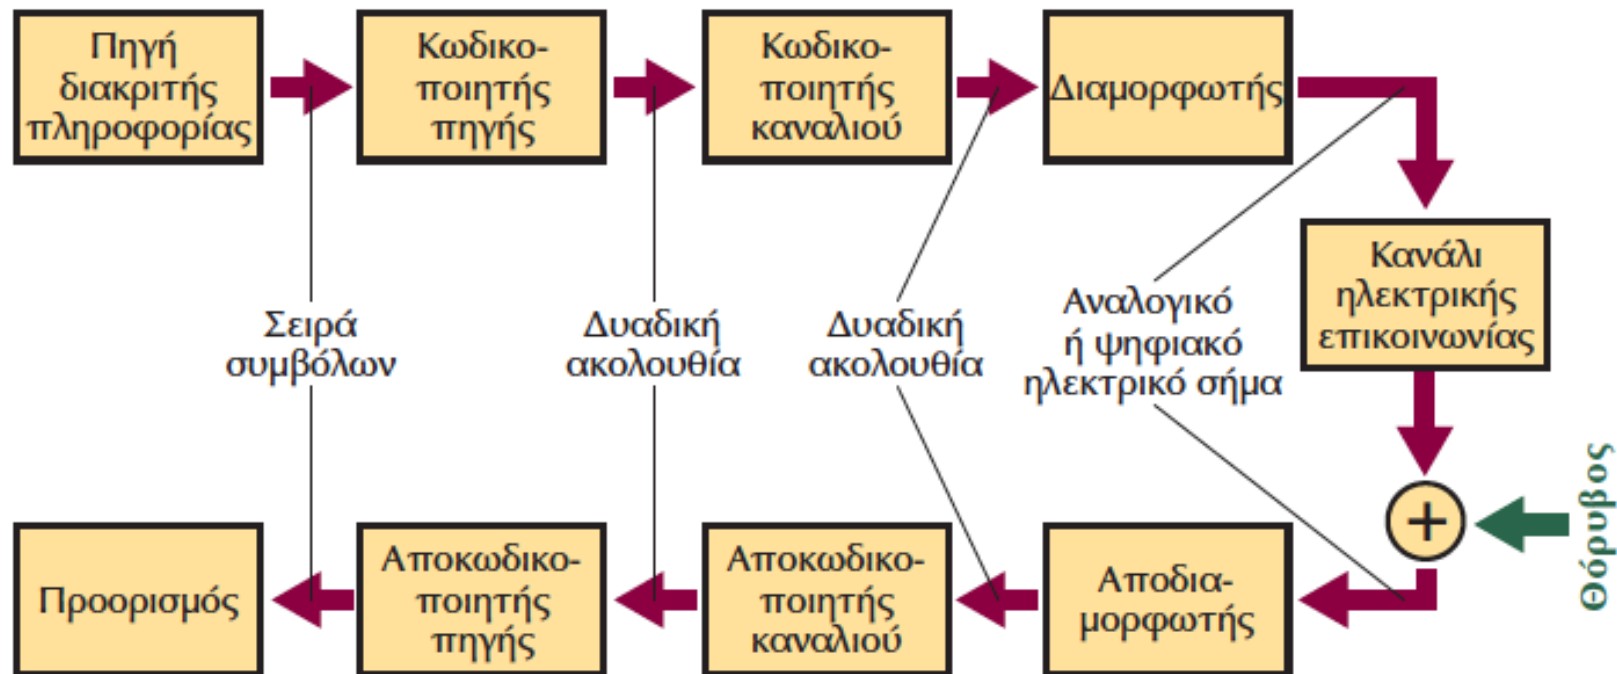 Πηγή
διακριτής
πληροφορίας
Κωδικο-
ποιητής
πηγής
Κωδικο-
ποιητής
καναλιού
Διαμορφωτής
Κανάλι
ηλεκτρικής
επικοινωνίας
Σειρά
συμβόλων
Δυαδική
ακολουθία
Δυαδική
ακολουθία
Αναλογικό
ή ψηφιακό
ηλεκτρικό σήμα
+
Θόρυβος
Προορισμός
Αποκωδικο-
ποιητής
πηγής
Αποκωδικο-
ποιητής
καναλιού
Αποδια-
μορφωτής